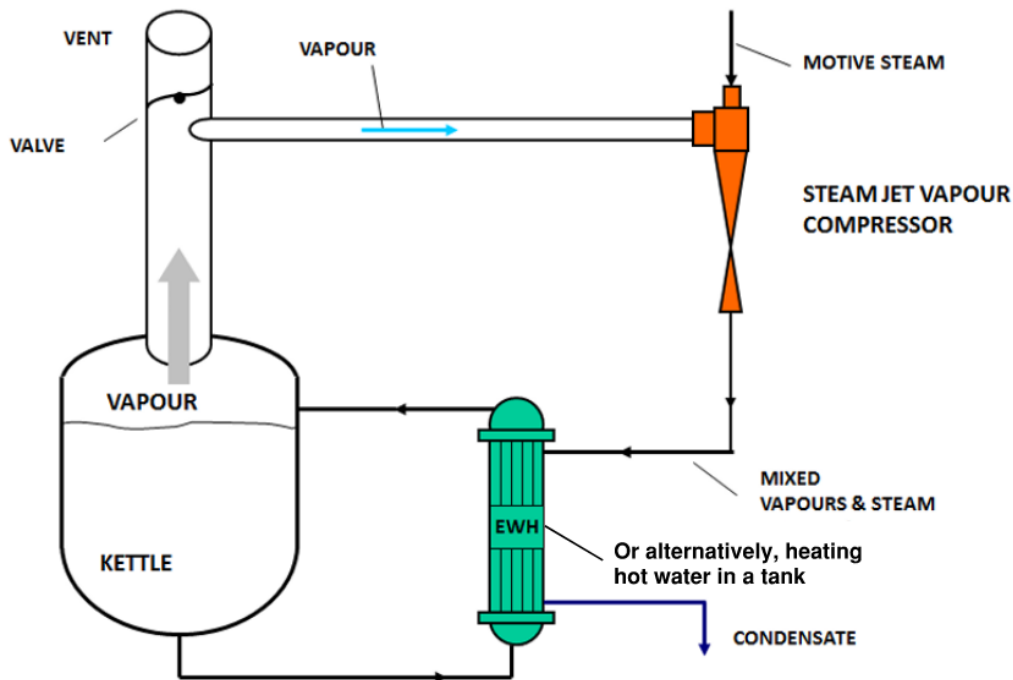 VENT
VAPOUR
MOTIVE STEAM
VALVE
STEAM JET VAPOUR
COMPRESSOR
VAPOUR
MIXED
VAPOURS & STEAM
EWH
Or alternatively, heating
hot water in a tank
KETTLE
CONDENSATE